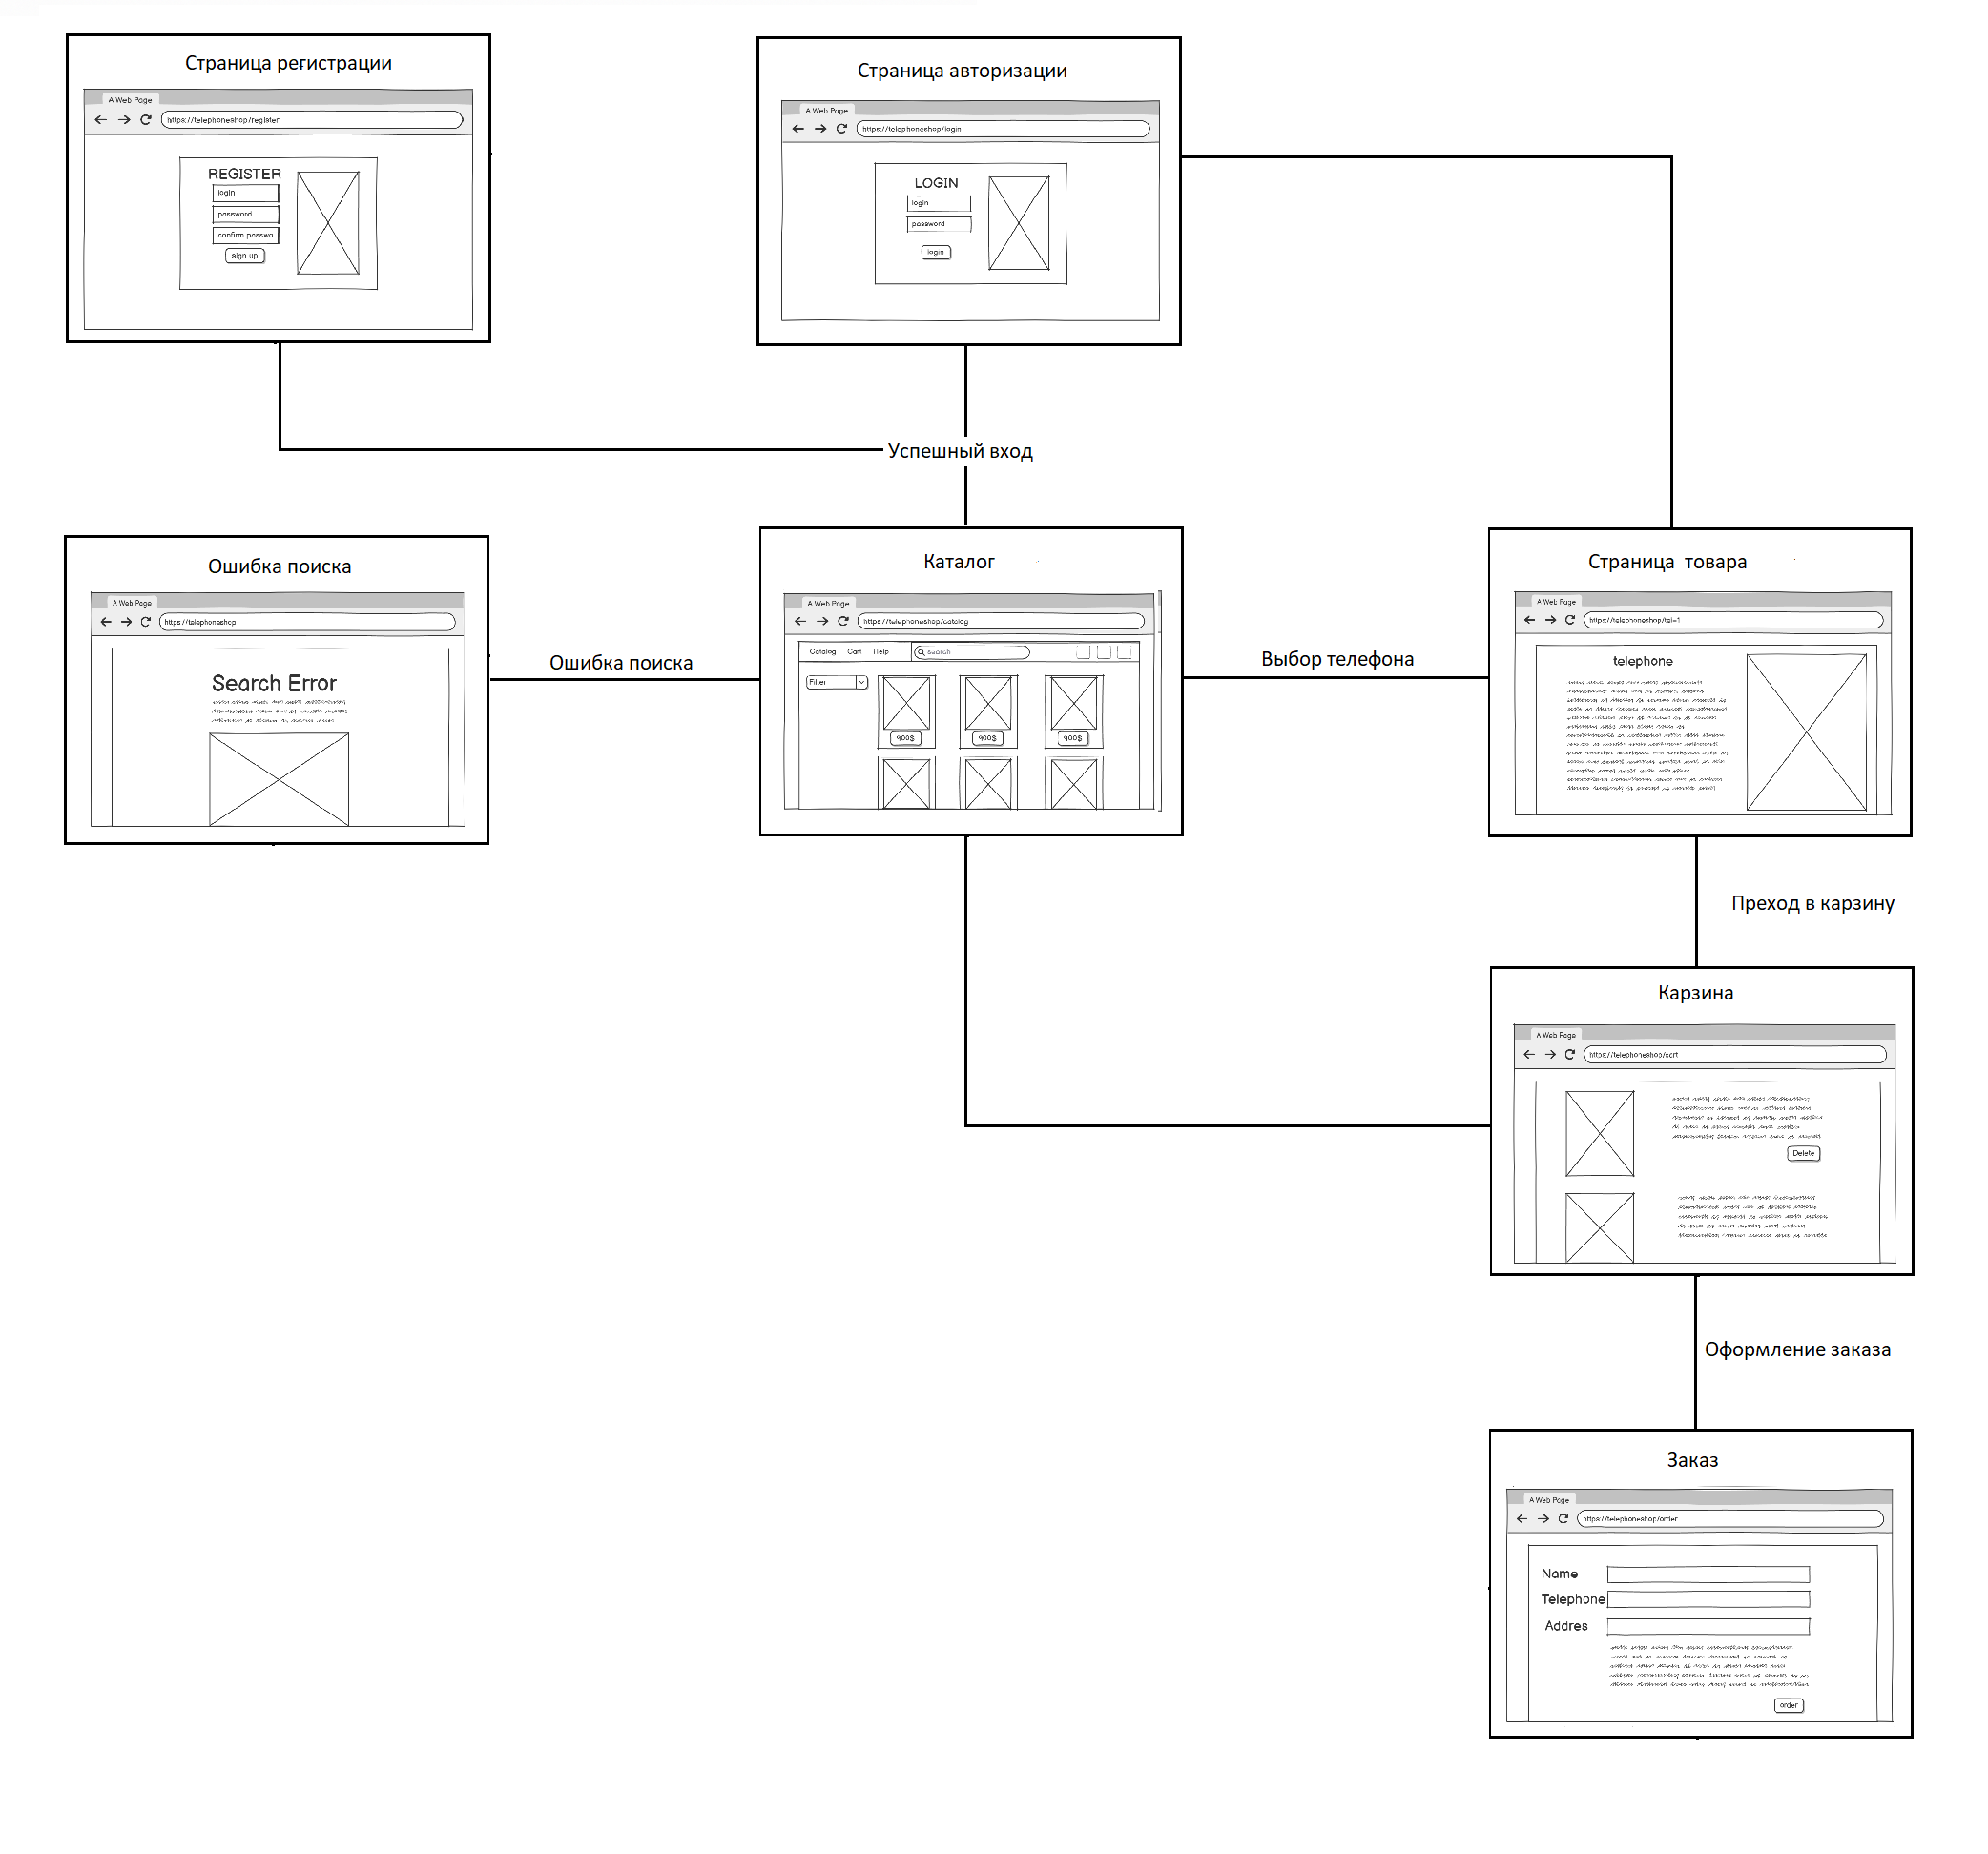 Страница регистрации
A Web Page
https://telephoneshop/register
REGISTER
login
password
confirm passwo
sign up
Страница авторизации
A Web Page
https://telephoneshop/login
LOGIN
login
password
login
Успешный вход
Ошибка поиска
A Web Page
https://telephoneshop
Search Error
Ошибка поиска
Каталог
A Web Page
https://telephoneshop/catalog
Catalog Cart Help search
Filter
900$ 900$ 900$
Выбор телефона
Страница товара
A Web Page
https://telephoneshop/tel=1
telephone
Преход в карзину
Карзина
A Web Page
https://telephoneshop/cart
Delete
Оформление заказа
Заказ
A Web Page
https://telephoneshop/order
Name
Telephone
Addres
order